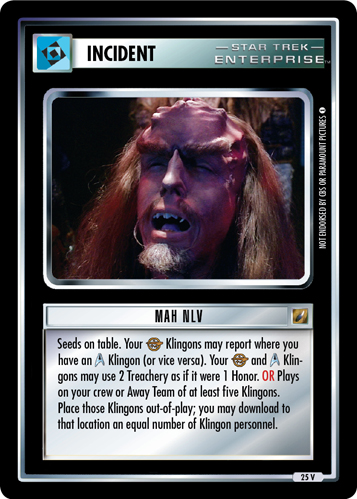 INCIDENT
STAR TREK
ENTERPRISE
NOT ENDORSED BY CBS OR PARAMOUNT PICTURES
MAH NLV
Seeds on table. Your Klingons may report where you
have an Klingon (or vice versa). Your and Klin-
gons may use 2 Treachery as if it were 1 Honor. OR Plays
on your crew or Away Team of at least five Klingons.
Place those Klingons out-of-play; you may download to
that location an equal number of Klingon personnel.
25 V